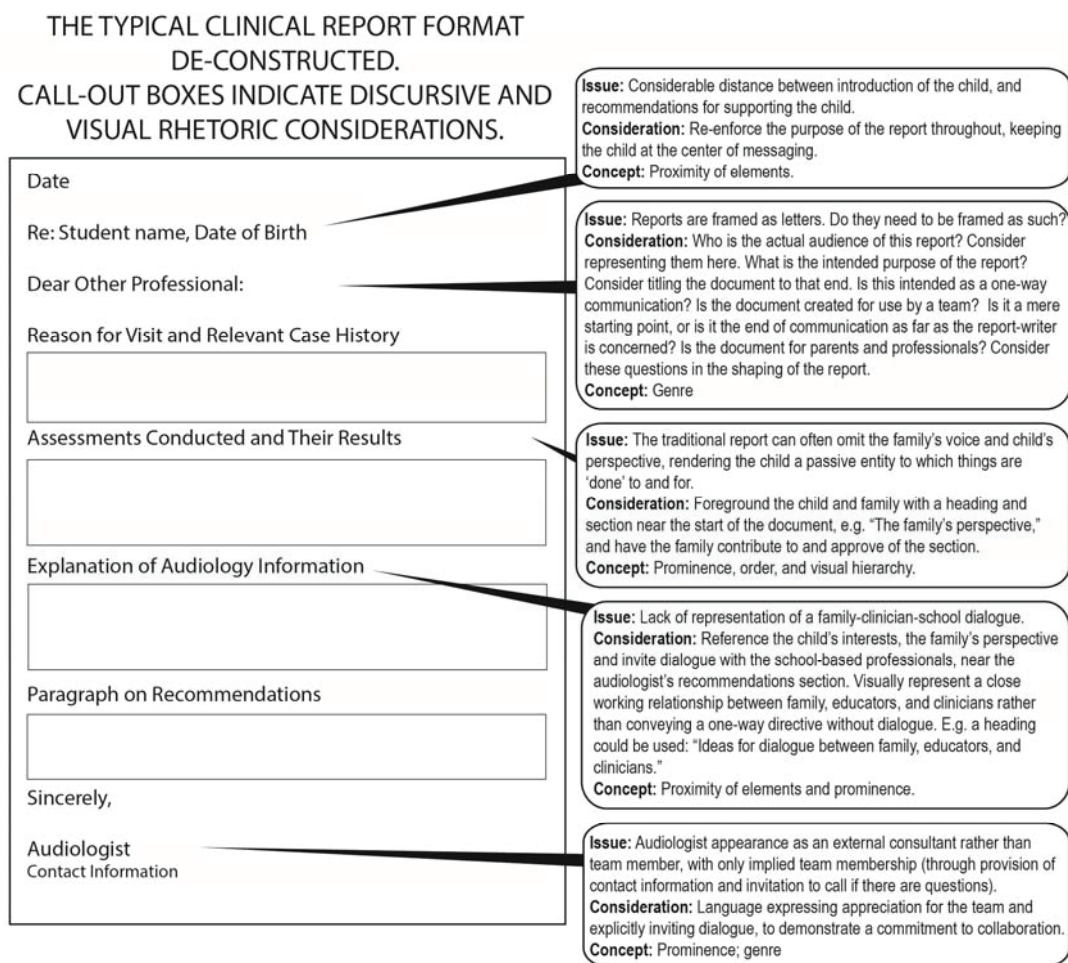 THE TYPICAL CLINICAL REPORT FORMAT
DE-CONSTRUCTED.
CALL-OUT BOXES INDICATE DISCURSIVE AND
VISUAL RHETORIC CONSIDERATIONS.
Date
Re: Student name, Date of Birth
Dear Other Professional:
Reason for Visit and Relevant Case History
Assessments Conducted and Their Results
Explanation of Audiology Information
Paragraph on Recommendations
Sincerely,
Audiologist
Contact Information
Issue: Considerable distance between introduction of the child, and
recommendations for supporting the child.
Consideration: Re-enforce the purpose of the report throughout, keeping
the child at the center of messaging.
Concept: Proximity of elements.
Issue: Reports are framed as letters. Do they need to be framed as such?
Consideration: Who is the actual audience of this report? Consider
representing them here. What is the intended purpose of the report?
Consider titling the document to that end. Is this intended as a one-way
communication? Is the document created for use by a team? Is it a mere
starting point, or is it the end of communication as far as the report-writer
is concerned? Is the document for parents and professionals? Consider
these questions in the shaping of the report.
Concept: Genre
Issue: The traditional report can often omit the family's voice and child's
perspective, rendering the child a passive entity to which things are
'done' to and for.
Consideration: Foreground the child and family with a heading and
section near the start of the document, e.g. “The family's perspective,”
and have the family contribute to and approve of the section.
Concept: Prominence, order, and visual hierarchy.
Issue: Lack of representation of a family-clinician-school dialogue.
Consideration: Reference the child's interests, the family's perspective
and invite dialogue with the school-based professionals, near the
audiologist's recommendations section. Visually represent a close
working relationship between family, educators, and clinicians rather
than conveying a one-way directive without dialogue. E.g. a heading
could be used: “Ideas for dialogue between family, educators, and
clinicians.”
Concept: Proximity of elements and prominence.
Issue: Audiologist appearance as an external consultant rather than
team member, with only implied team membership (through provision of
contact information and invitation to call if there are questions).
Consideration: Language expressing appreciation for the team and
explicitly inviting dialogue, to demonstrate a commitment to collaboration.
Concept: Prominence; genre